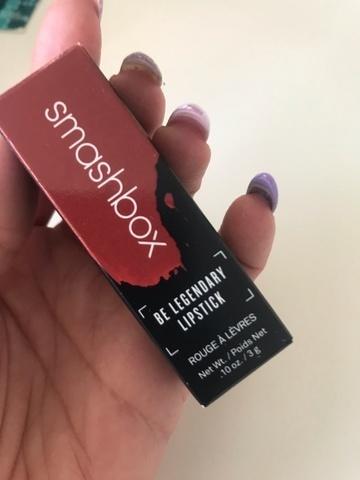 smashbox
BE LEGENDARY
LIPSTICK
ROUGE À LÈVRES
Net Wt. / Poids Net
.10 oz. / 3 g